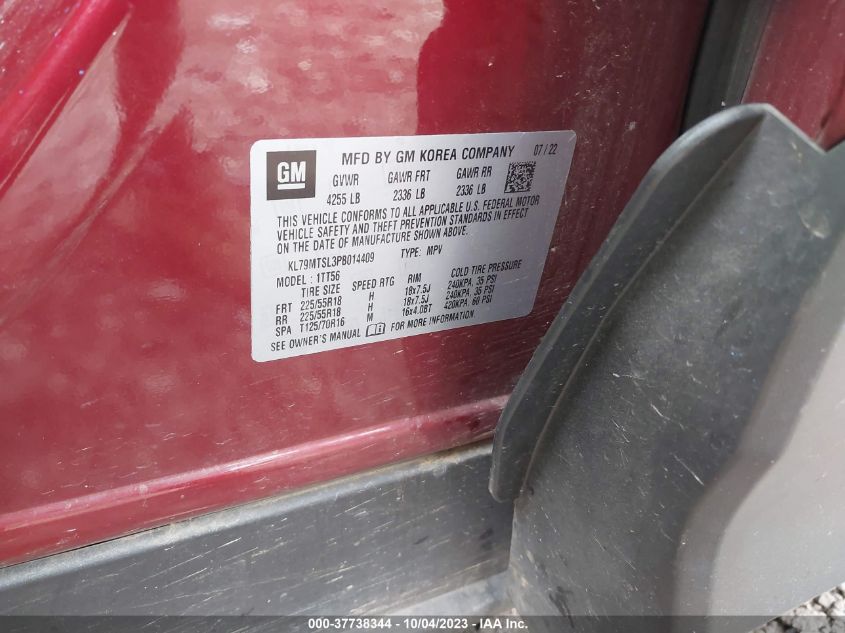 GM
MFD BY GM KOREA COMPANY 07 / 22
GVWR GAWR FRT GAWR RR
4255 LB 2336 LB 2336 LB
THIS VEHICLE CONFORMS TO ALL APPLICABLE U.S. FEDERAL MOTOR
VEHICLE SAFETY AND THEFT PREVENTION STANDARDS IN EFFECT
ON THE DATE OF MANUFACTURE SHOWN ABOVE.
KL79MTSL3PB014409 TYPE: MPV
MODEL: 1TT56
TIRE SIZE SPEED RTG RIM COLD TIRE PRESSURE
FRT 225/55R18 H 18x7.5J 240KPA, 35 PSI
RR 225/55R18 H 18x7.5J 240KPA, 35 PSI
SPA T125/70R16 M 16x4.0BT 420KPA, 60 PSI
SEE OWNER'S MANUAL FOR MORE INFORMATION.
000-37738344 - 10/04/2023 - IAA Inc.